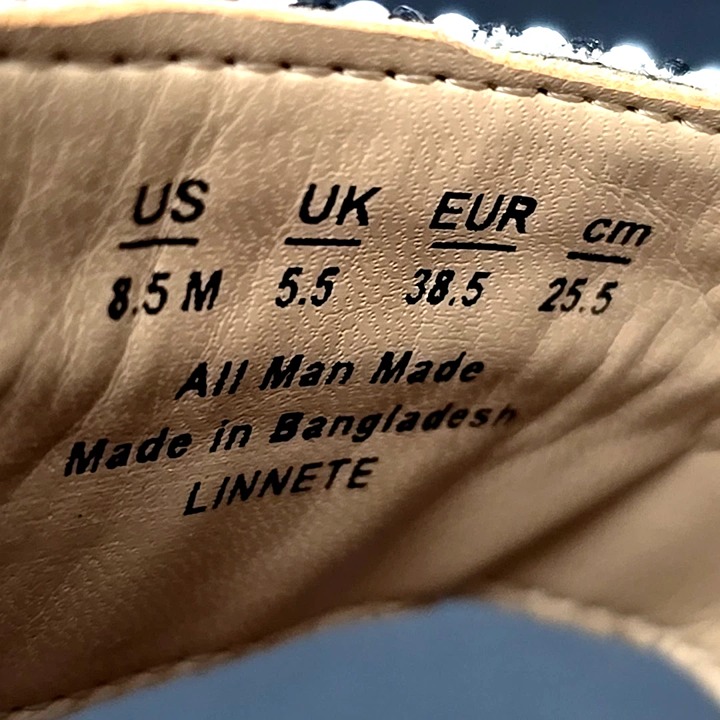 US UK EUR cm
8.5 M 5.5 38.5 25.5
All Man Made
Made in Bangladesh
LINNETE